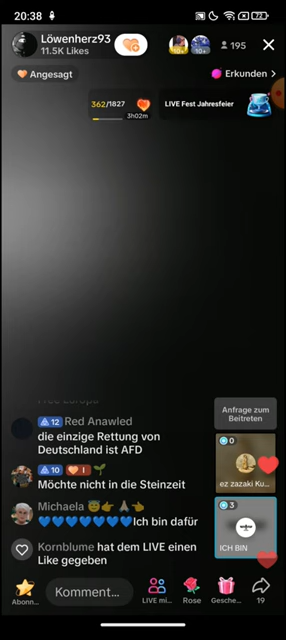 20:38
72
Löwenherz93
11.5K Likes
10+
10+
195
Angesagt
Erkunden
362/1827
3h02m
LIVE Fest Jahresfeier
Free Europa
12 Red Anawled
die einzige Rettung von
Deutschland ist AFD
10 I
Möchte nicht in die Steinzeit
Michaela 😇👉🙏🏻👈
💙💙💙💙💙💙💙Ich bin dafür
Kornblume hat dem LIVE einen
Like gegeben
Anfrage zum
Beitreten
0
ez zazaki Ku...
3
ICH BIN
Abonn...
Komment...
LIVE mi...
Rose
Gesche...
19